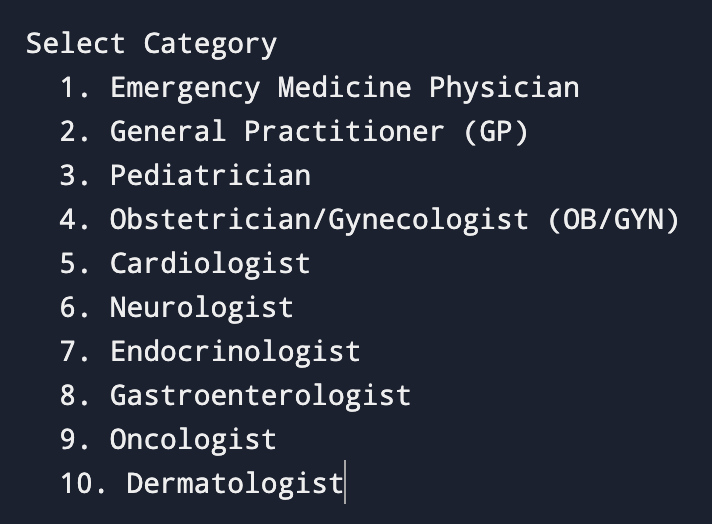 Select Category
1. Emergency Medicine Physician
2. General Practitioner (GP)
3. Pediatrician
4. Obstetrician/Gynecologist (OB/GYN)
5. Cardiologist
6. Neurologist
7. Endocrinologist
8. Gastroenterologist
9. Oncologist
10. Dermatologist